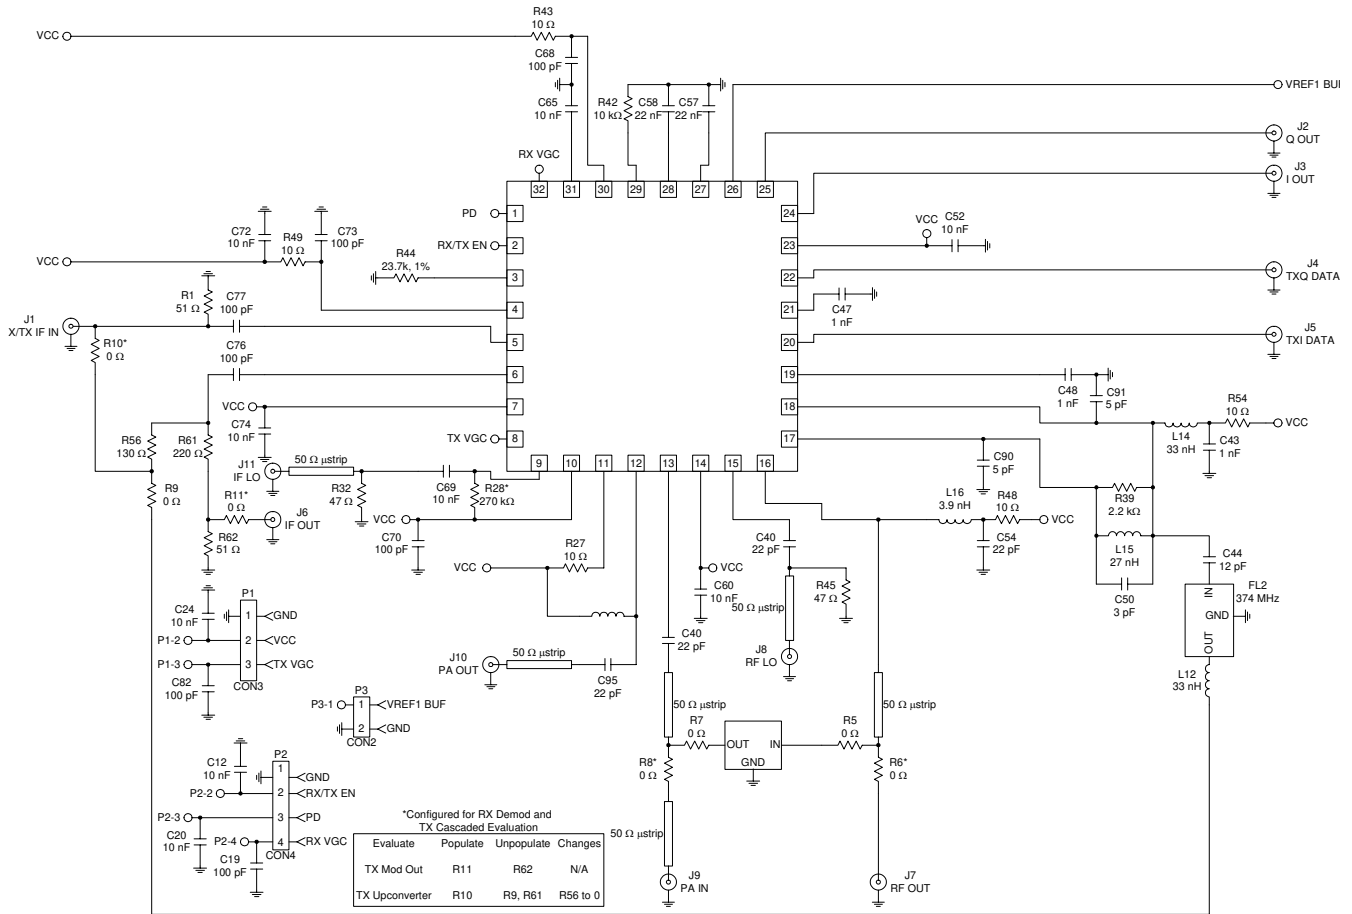 R43
10 Ω
VCC
C68
100 pF
C65
10 nF
R42
10 kΩ
C58
22 nF
C57
22 nF
VREF1 BUI
J2
Q OUT
J3
I OUT
RX VGC
32
31
30
29
28
27
26
25
PD
1
24
RX/TX EN
2
23
VCC
C52
10 nF
C72
10 nF
R49
10 Ω
C73
100 pF
VCC
R44
23.7k, 1%
3
22
J4
TXQ DATA
4
21
C47
1 nF
R1
51 Ω
C77
100 pF
J1
X/TX IF IN
5
20
J5
TXI DATA
R10*
0 Ω
C76
100 pF
6
19
C48
1 nF
C91
5 pF
R54
10 Ω
VCC
7
18
VCC
C74
10 nF
L14
33 nH
C43
1 nF
TX VGC
8
17
R56
130 Ω
R61
220 Ω
C90
5 pF
9
10
11
12
13
14
15
16
J11
IF LO
50 Ω μstrip
R32
47 Ω
C69
10 nF
R28*
270 kΩ
R39
2.2 kΩ
R9
0 Ω
R11*
0 Ω
J6
IF OUT
R62
51 Ω
VCC
C70
100 pF
L16
3.9 nH
R48
10 Ω
VCC
C54
22 pF
L15
27 nH
C50
3 pF
C44
12 pF
R27
10 Ω
VCC
VCC
C60
10 nF
C40
22 pF
R45
47 Ω
50 Ω μstrip
J8
RF LO
FL2
374 MHz
IN
GND
OUT
L12
33 nH
P1
C24
10 nF
1
GND
P1-2
2
VCC
P1-3
3
TX VGC
C82
100 pF
CON3
C40
22 pF
J10
PA OUT
50 Ω μstrip
C95
22 pF
P3
P3-1
1
VREF1 BUF
2
GND
CON2
50 Ω μstrip
50 Ω μstrip
R7
0 Ω
OUT
IN
GND
R5
0 Ω
R8*
0 Ω
R6*
0 Ω
P2
C12
10 nF
1
GND
P2-2
2
RX/TX EN
P2-3
3
PD
C20
10 nF
P2-4
4
RX VGC
C19
100 pF
CON4
50 Ω μstrip
J9
PA IN
J7
RF OUT
*Configured for RX Demod and
TX Cascaded Evaluation
Evaluate Populate Unpopulate Changes
TX Mod Out R11 R62 N/A
TX Upconverter R10 R9, R61 R56 to 0